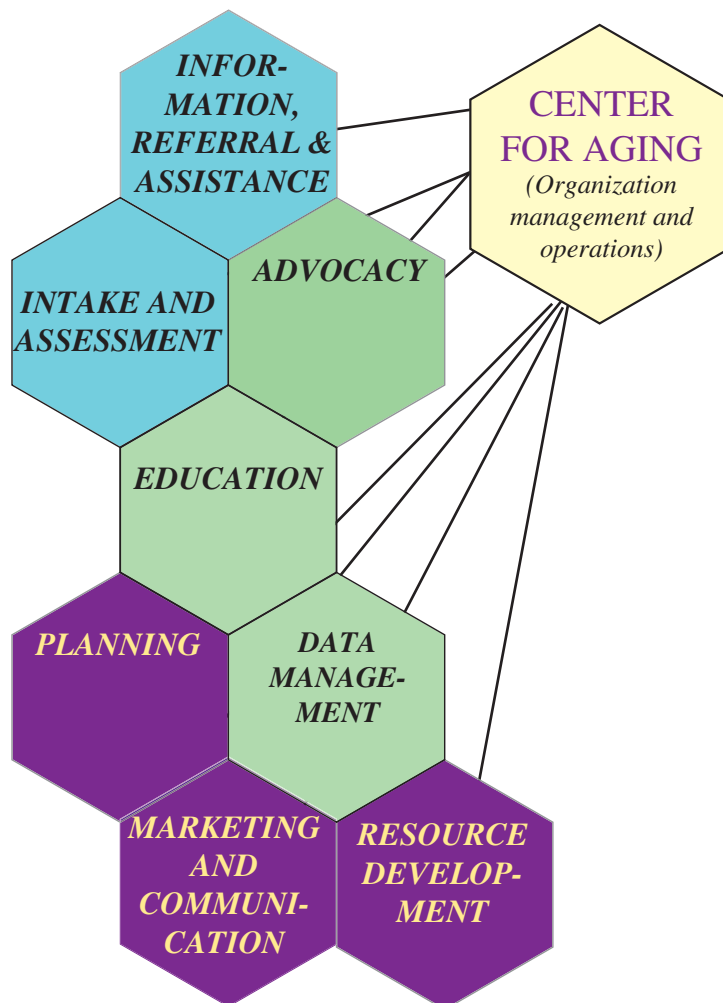 INFOR-
MATION,
REFERRAL &
ASSISTANCE
CENTER
FOR AGING
(Organization
management and
operations)
ADVOCACY
INTAKE AND
ASSESSMENT
EDUCATION
PLANNING
DATA
MANAGE-
MENT
MARKETING
AND
COMMUNI-
CATION
RESOURCE
DEVELOP-
MENT